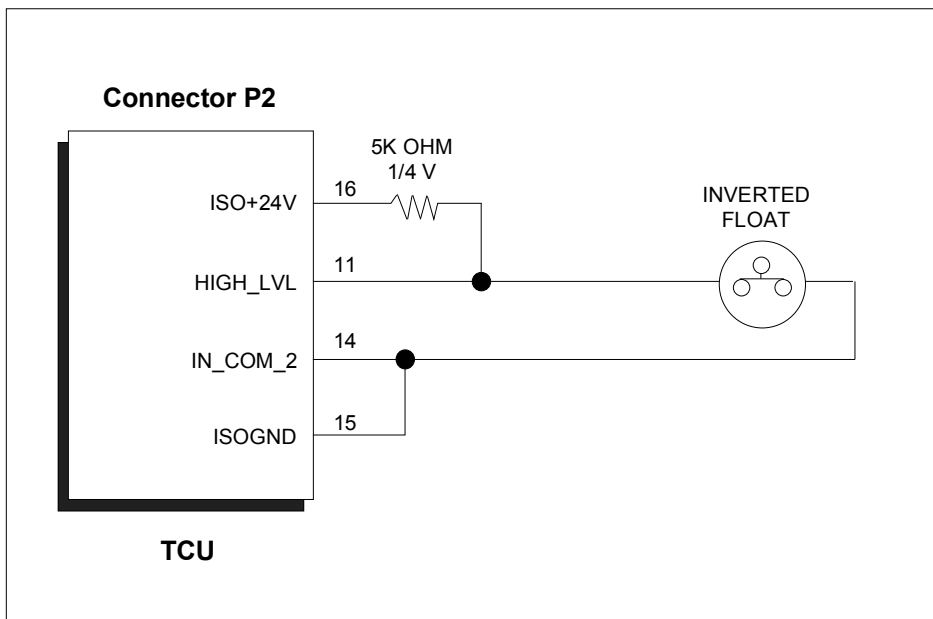 Connector P2
5K OHM
1/4 V
ISO+24V 16
INVERTED
FLOAT
HIGH_LVL 11
IN_COM_2 14
ISOGND 15
TCU